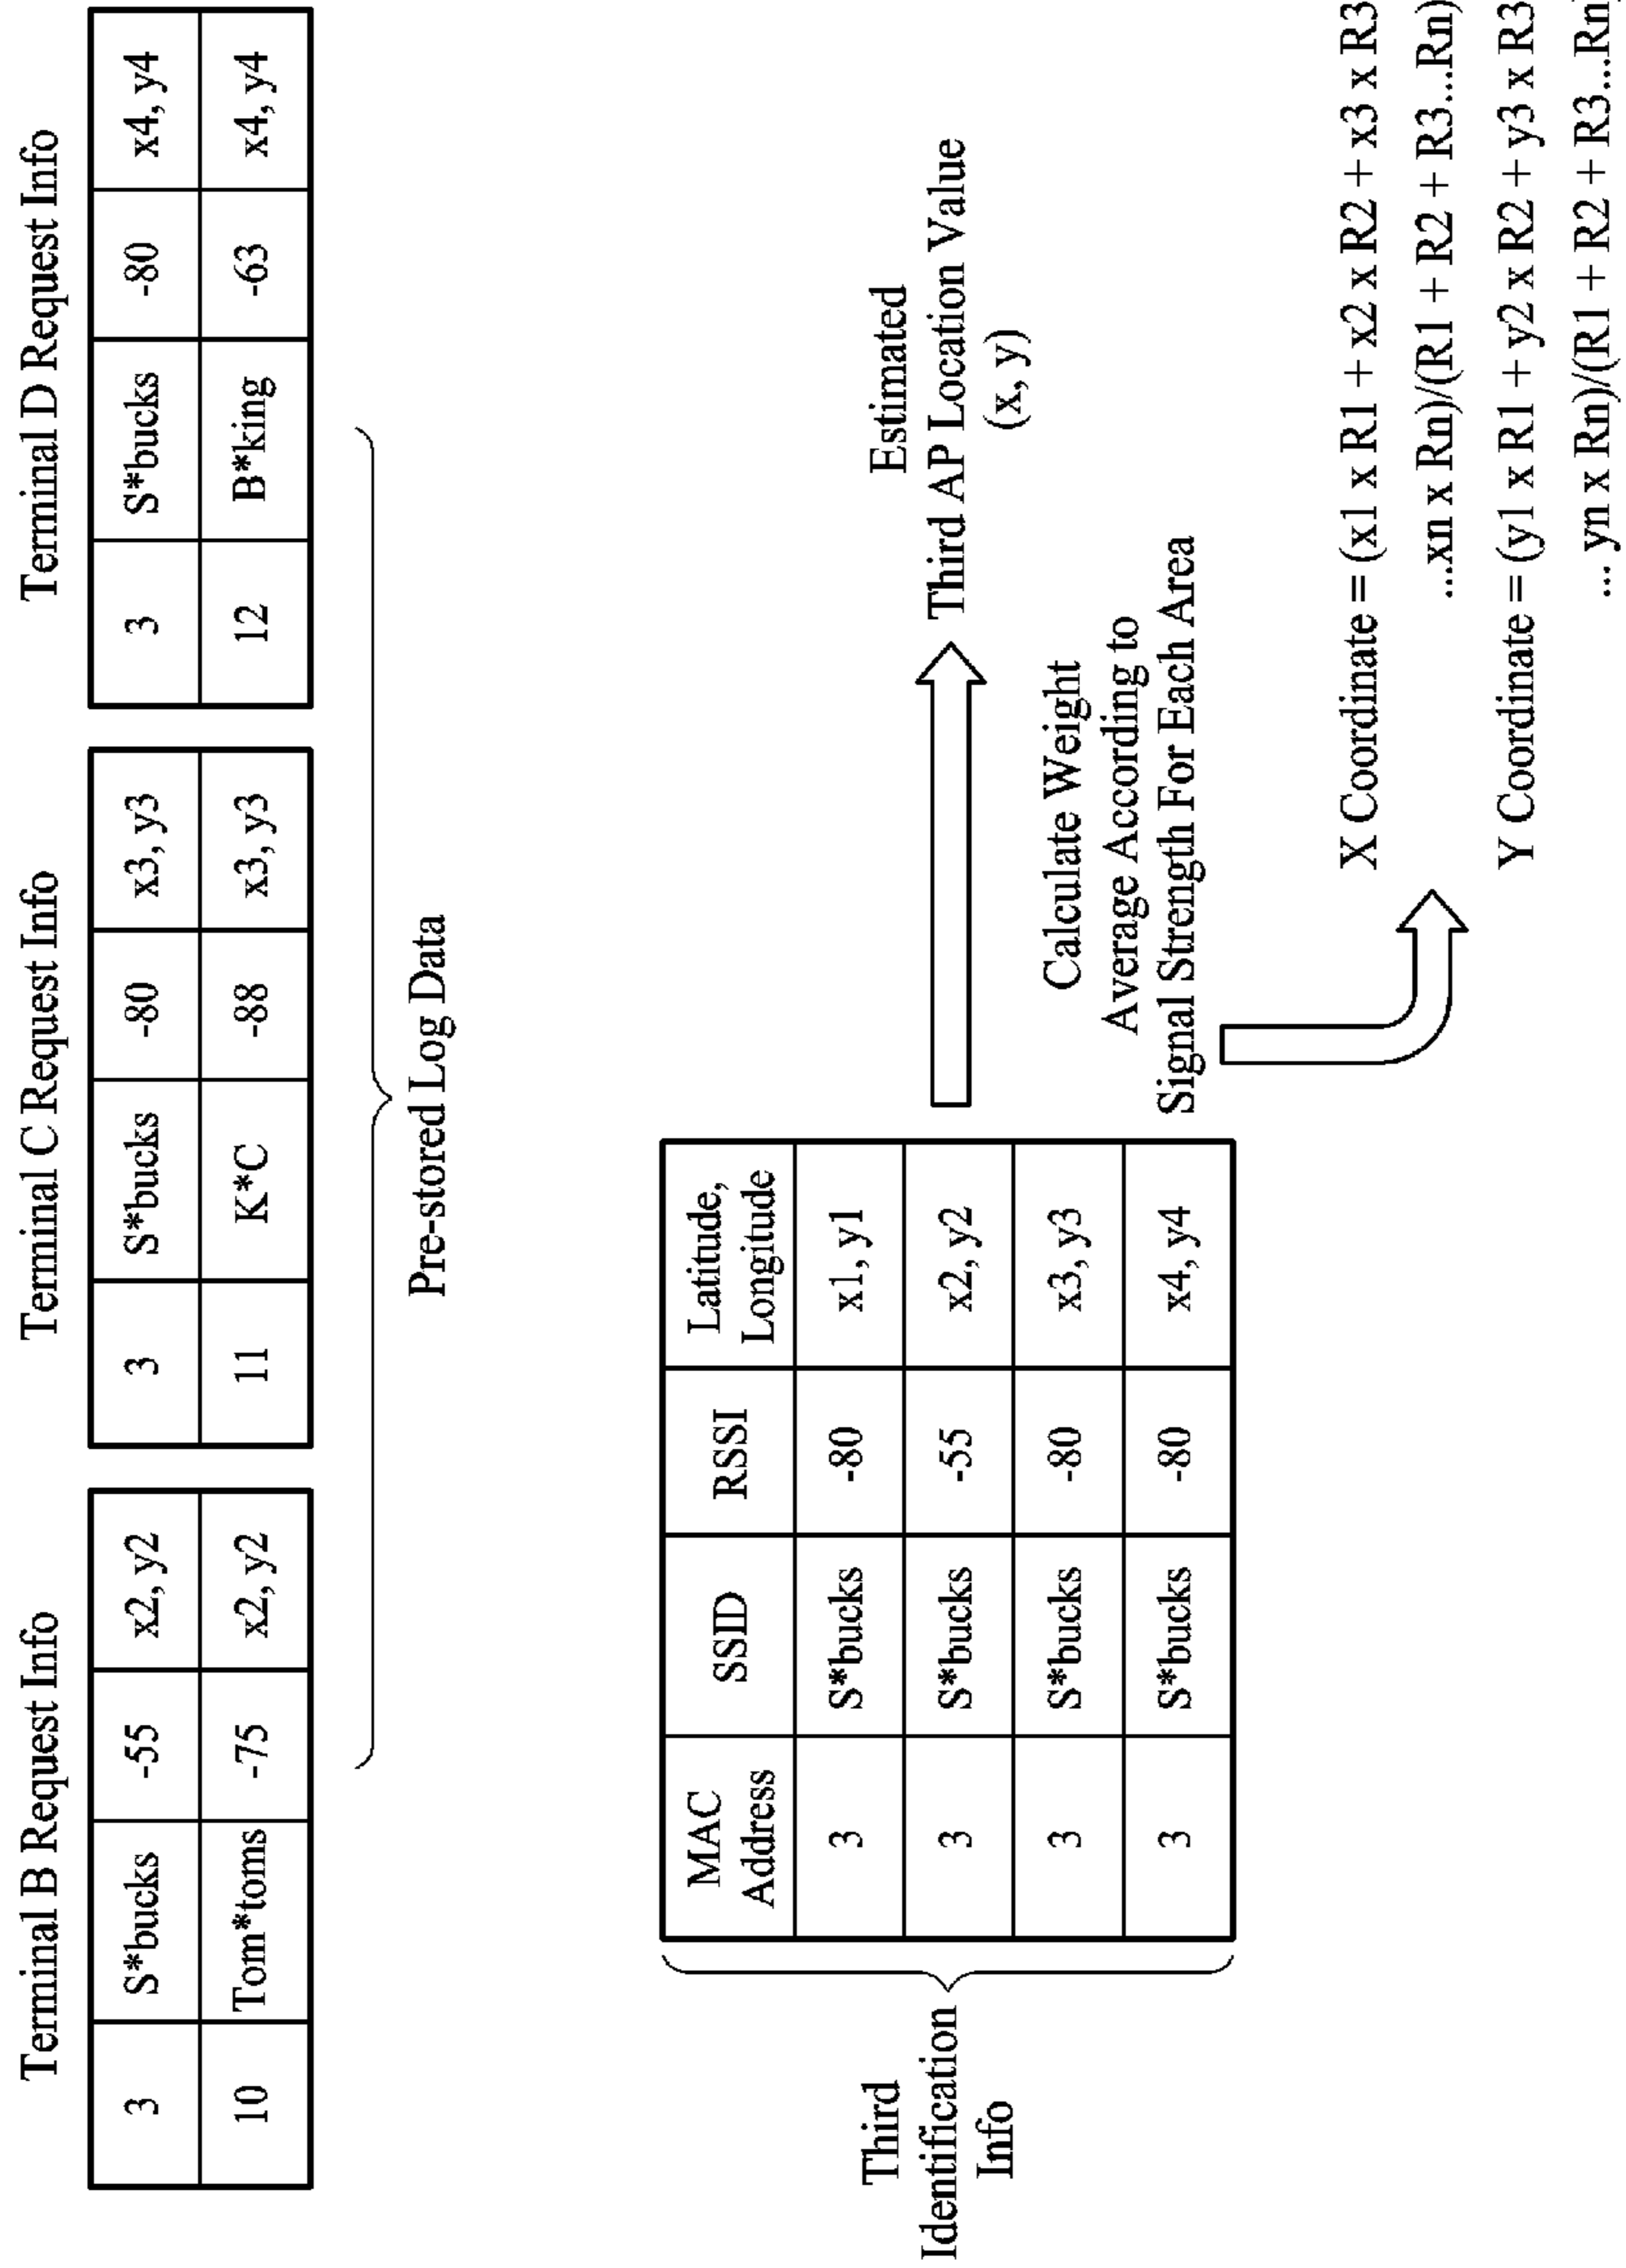 Terminal B Request Info
3 S*bucks -55 x2, y2
10 Tom*toms -75 x2, y2
Terminal C Request Info
3 S*bucks -80 x3, y3
11 K*C -88 x3, y3
Terminal D Request Info
3 S*bucks -80 x4, y4
12 B*king -63 x4, y4
Pre-stored Log Data
Third
Identification
Info
MAC
Address
SSID
RSSI
Latitude,
Longitude
3 S*bucks -80 x1, y1
3 S*bucks -55 x2, y2
3 S*bucks -80 x3, y3
3 S*bucks -80 x4, y4
Estimated
Third AP Location Value
(x, y)
Calculate Weight
Average According to
Signal Strength For Each Area
X Coordinate = (x1 x R1 + x2 x R2 + x3 x R3
...xn x Rn)/(R1 + R2 + R3...Rn)
Y Coordinate = (y1 x R1 + y2 x R2 + y3 x R3
... yn x Rn)/(R1 + R2 + R3...Rn)